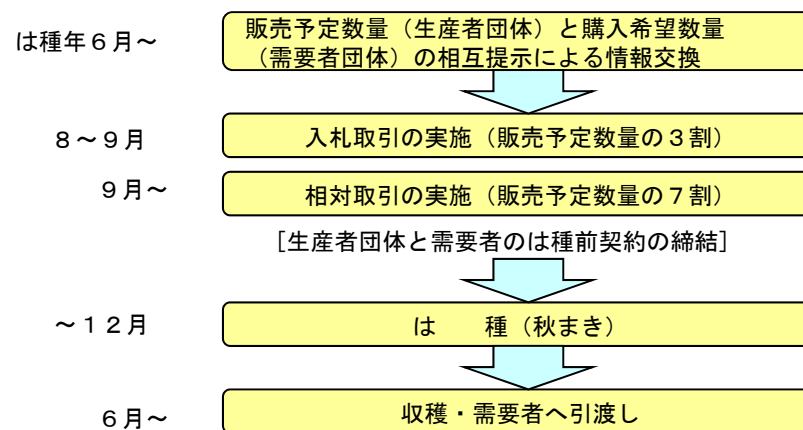 は種年６月～
販売予定数量（生産者団体）と購入希望数量
（需要者団体）の相互提示による情報交換
８～９月
入札取引の実施（販売予定数量の３割）
９月～
相対取引の実施（販売予定数量の７割）
［生産者団体と需要者のは種前契約の締結］
～１２月
は　　種（秋まき）
６月～
収穫・需要者へ引渡し